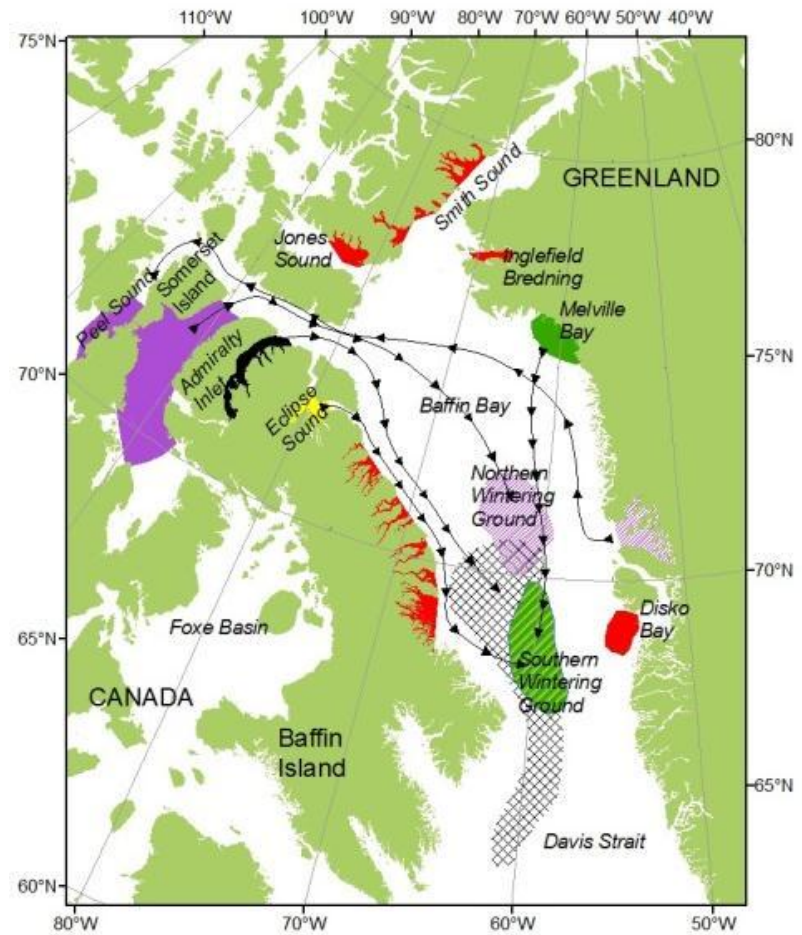 110°W 100°W 90°W 80°W 70°W 60°W 50°W 40°W
75°N
80°N
GREENLAND
Smith Sound
Jones
Sound
Inglefield
Bredning
Somerset
Island
Peel Sound
Melville
Bay
75°N
Admiralty
Inlet
70°N
Eclipse
Sound
Baffin Bay
Northern
Wintering
Ground
70°N
Disko
Bay
Foxe Basin
65°N
Southern
Wintering
Ground
CANADA
Baffin
Island
65°N
Davis Strait
60°N
80°W 70°W 60°W 50°W